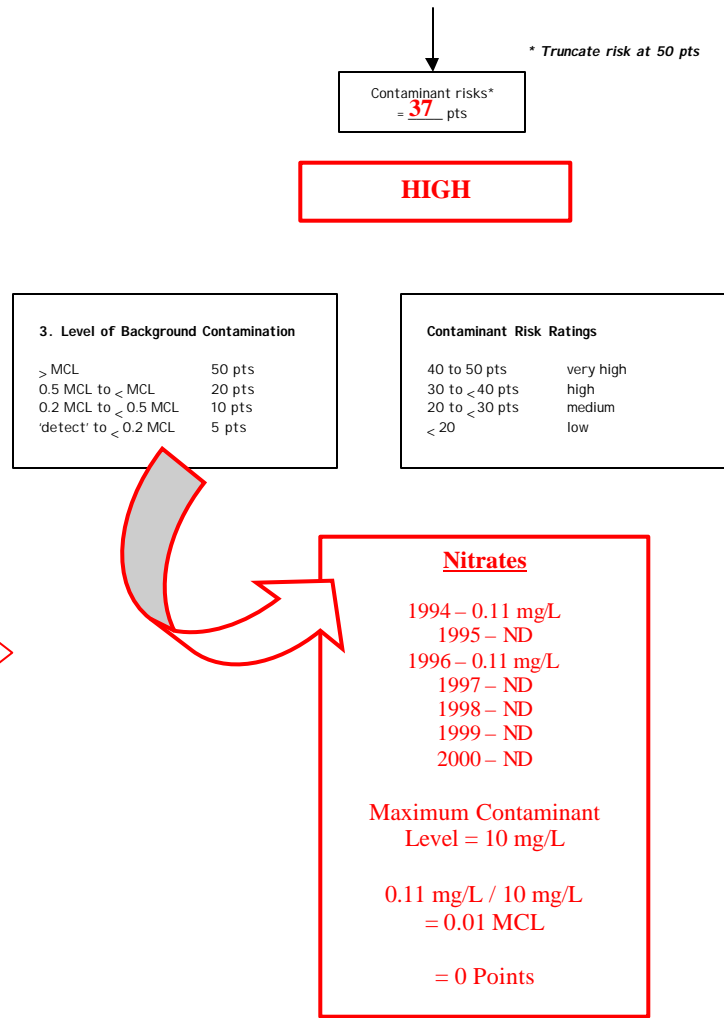 * Truncate risk at 50 pts
Contaminant risks*
= 37 pts
HIGH
3. Level of Background Contamination
> MCL 50 pts
0.5 MCL to < MCL 20 pts
0.2 MCL to < 0.5 MCL 10 pts
'detect' to < 0.2 MCL 5 pts
Contaminant Risk Ratings
40 to 50 pts very high
30 to < 40 pts high
20 to < 30 pts medium
< 20 low
Nitrates
1994 – 0.11 mg/L
1995 – ND
1996 – 0.11 mg/L
1997 – ND
1998 – ND
1999 – ND
2000 – ND
Maximum Contaminant
Level = 10 mg/L
0.11 mg/L / 10 mg/L
= 0.01 MCL
= 0 Points